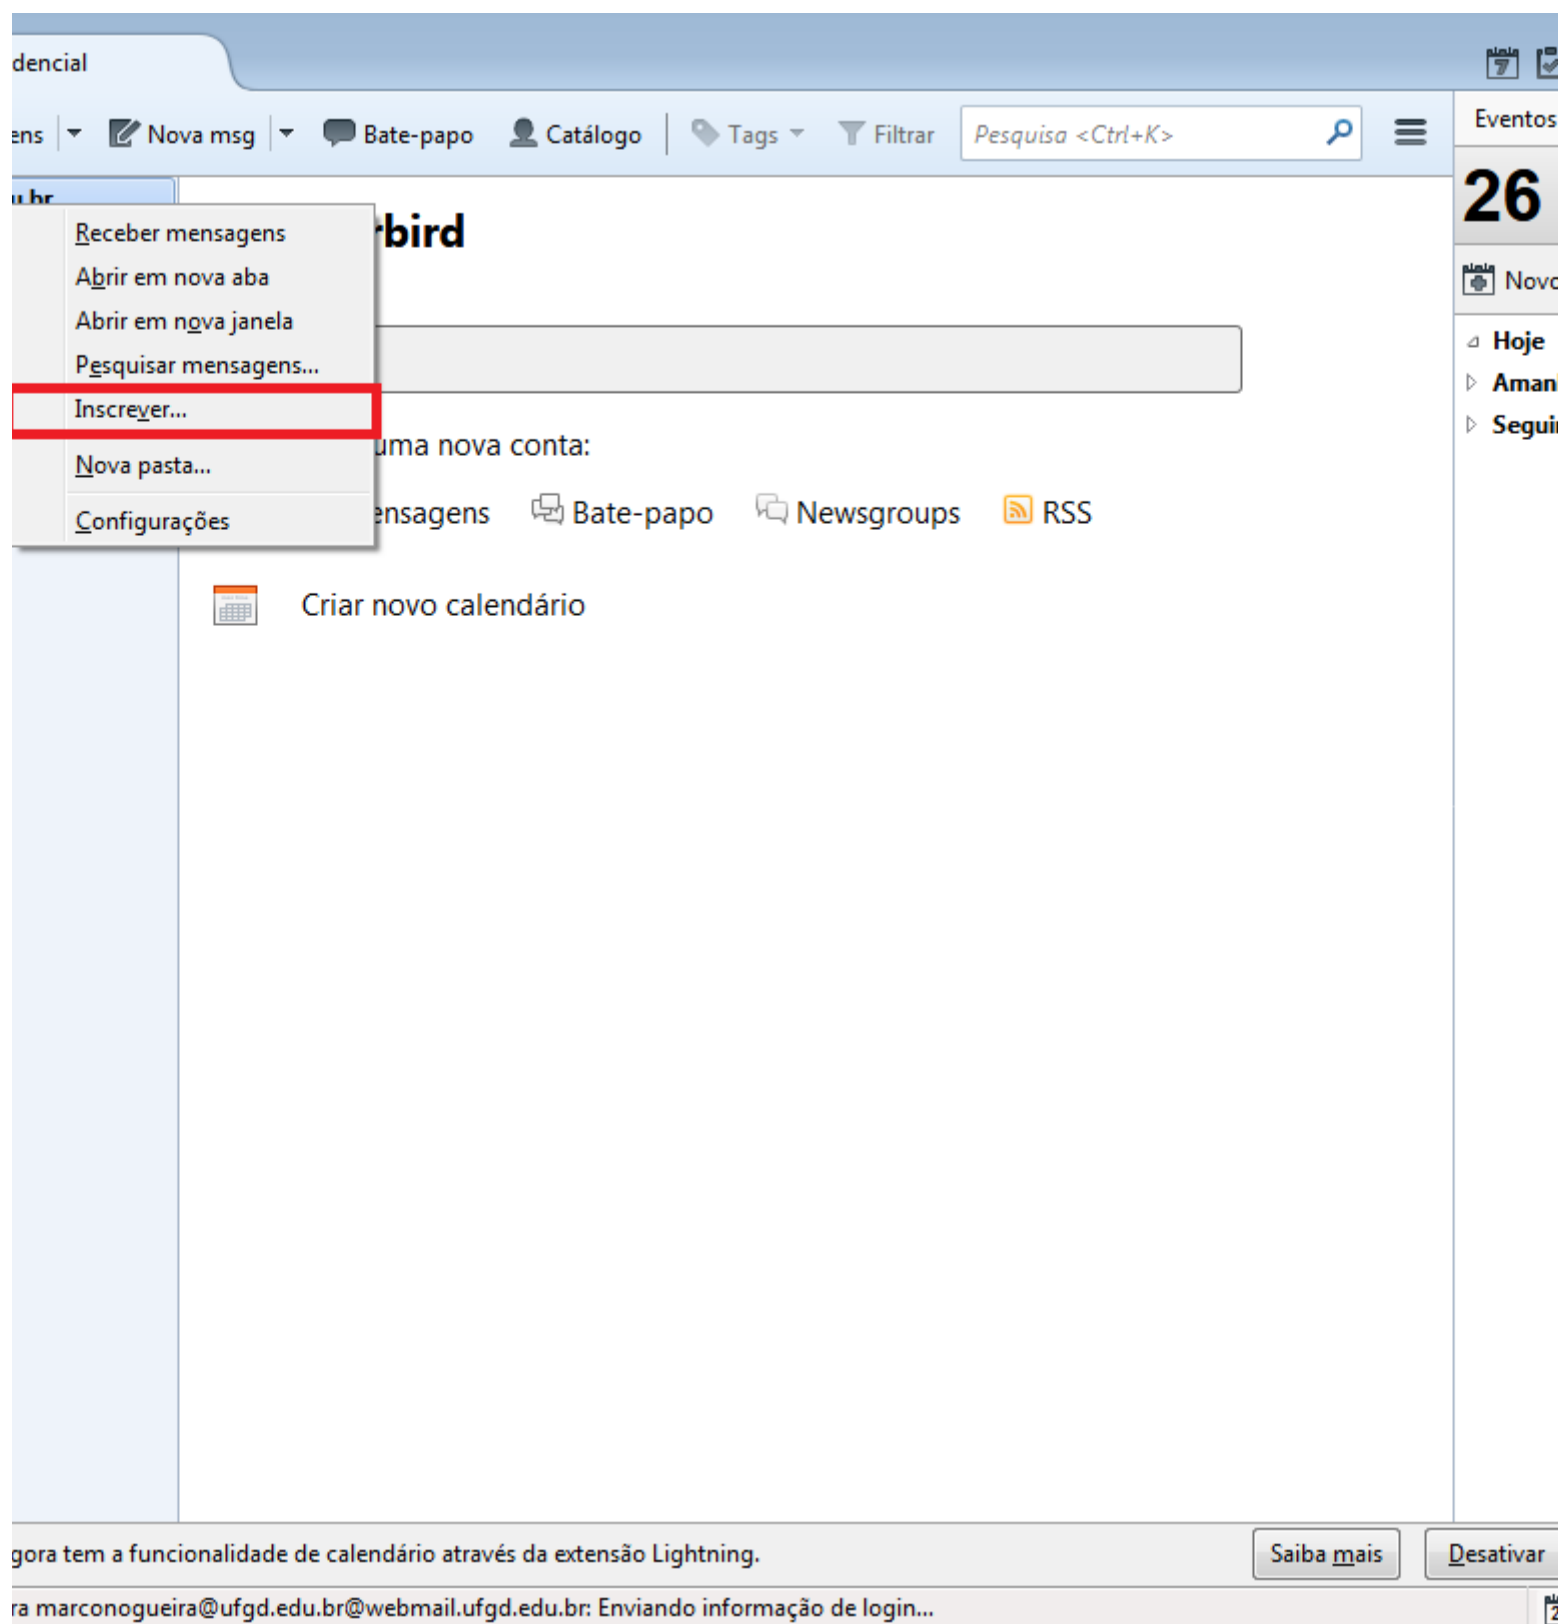 dencial
ens Nova msg Bate-papo Catálogo Tags Filtrar Pesquisa <Ctrl+K>
Eventos
26
u.br
Receber mensagens
Abrir em nova aba
Abrir em nova janela
Pesquisar mensagens...
Inscrever...
Nova pasta...
Configurações
rbird
uma nova conta:
ensagens Bate-papo Newsgroups RSS
Criar novo calendário
Novo
Hoje
Aman
Seguir
gora tem a funcionalidade de calendário através da extensão Lightning. Saiba mais Desativar
ra marconogueira@ufgd.edu.br@webmail.ufgd.edu.br: Enviando informação de login...